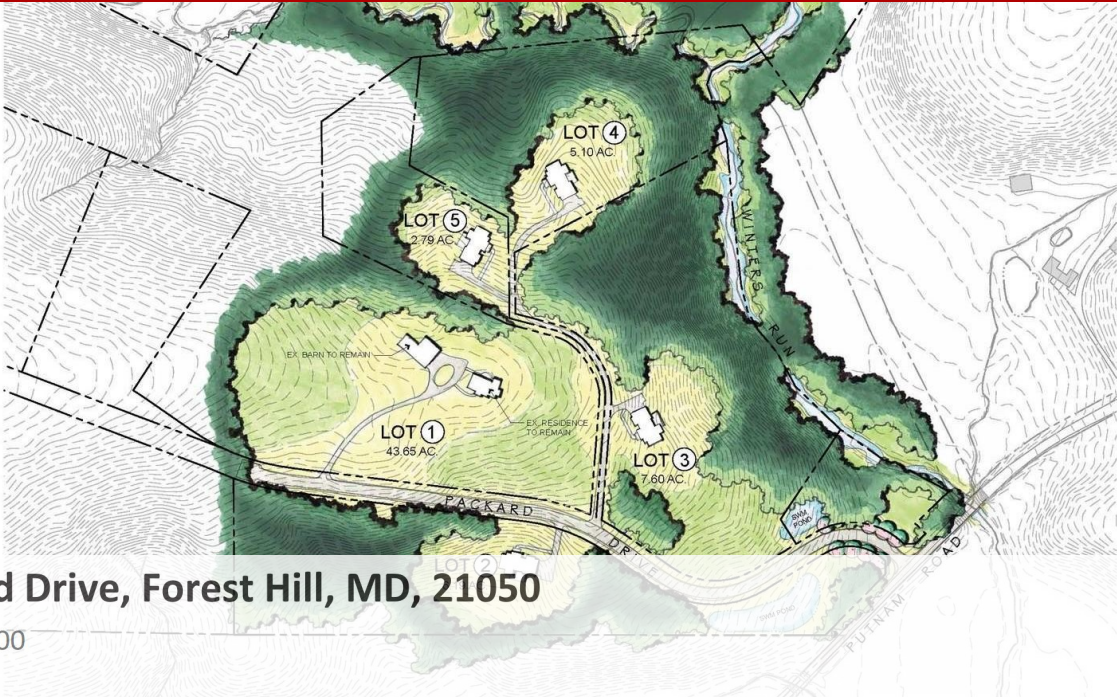 LOT 4
5.10 AC.
LOT 5
2.79 AC.
WINTERS RUN
EX. BARN TO REMAIN
EX. RESIDENCE
TO REMAIN
LOT 1
43.65 AC.
LOT 3
7.60 AC.
PACKARD DRIVE
SWM
POND
LOT 2
SWM POND
PUTNAM ROAD
d Drive, Forest Hill, MD, 21050
00